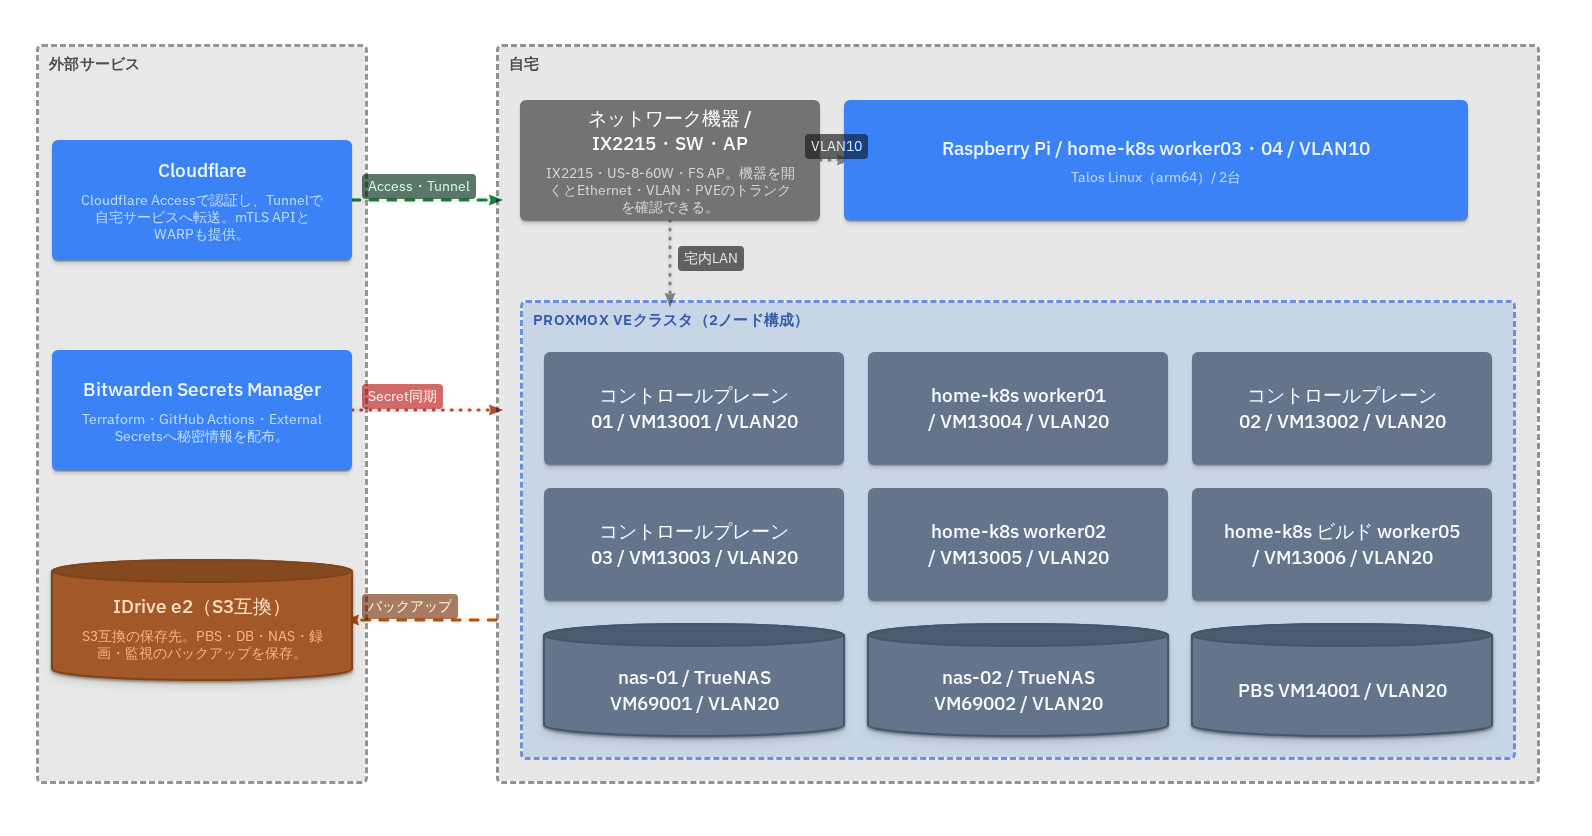 外部サービス
Cloudflare
Cloudflare Accessで認証し、Tunnelで
自宅サービスへ転送。mTLS APIと
WARPも提供。
Access・Tunnel
Bitwarden Secrets Manager
Terraform・GitHub Actions・External
Secretsへ秘密情報を配布。
Secret同期
IDrive e2（S3互換）
S3互換の保存先。PBS・DB・NAS・録
画・監視のバックアップを保存。
バックアップ
自宅
ネットワーク機器 /
IX2215・SW・AP
IX2215・US-8-60W・FS AP。機器を開
くとEthernet・VLAN・PVEのトランク
を確認できる。
VLAN10
Raspberry Pi / home-k8s worker03・04 / VLAN10
Talos Linux（arm64）/ 2台
宅内LAN
PROXMOX VEクラスタ（2ノード構成）
コントロールプレーン
01 / VM13001 / VLAN20
home-k8s worker01
/ VM13004 / VLAN20
コントロールプレーン
02 / VM13002 / VLAN20
コントロールプレーン
03 / VM13003 / VLAN20
home-k8s worker02
/ VM13005 / VLAN20
home-k8s ビルド worker05
/ VM13006 / VLAN20
nas-01 / TrueNAS
VM69001 / VLAN20
nas-02 / TrueNAS
VM69002 / VLAN20
PBS VM14001 / VLAN20